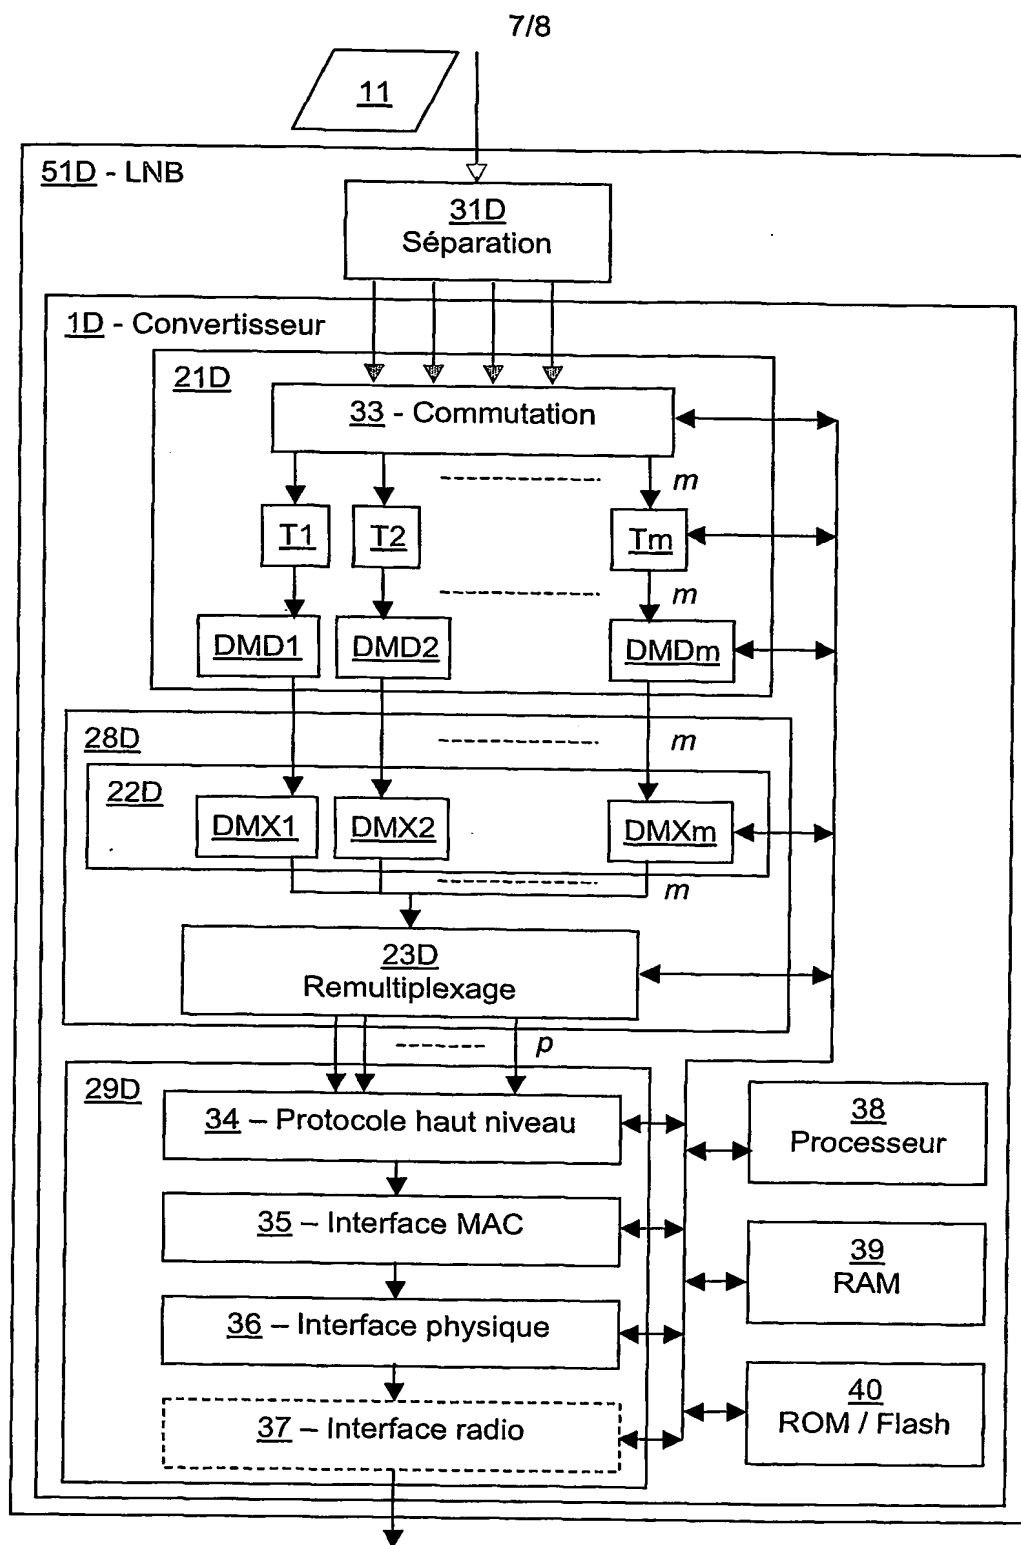 7/8
11
51D - LNB
31D
Séparation
1D - Convertisseur
21D
33 - Commutation
m
T1 T2 Tm
m
DMD1 DMD2 DMDm
28D
m
22D
DMX1 DMX2 DMXm
m
23D
Remultiplexage
p
29D
34 – Protocole haut niveau
38
Processeur
35 – Interface MAC
39
RAM
36 – Interface physique
40
ROM / Flash
37 – Interface radio